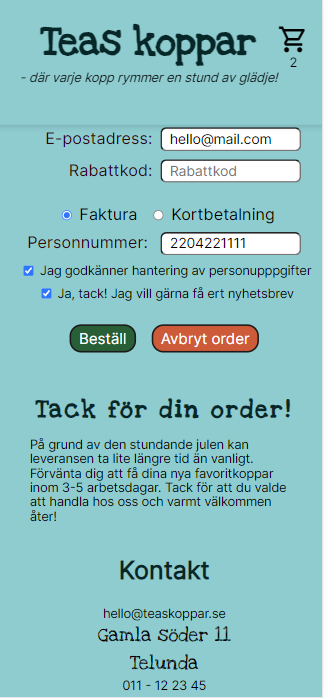 Teas koppar
2
- där varje kopp rymmer en stund av glädje!
E-postadress: hello@mail.com
Rabattkod: Rabattkod
Faktura Kortbetalning
Personnummer: 2204221111
Jag godkänner hantering av personupppgifter
Ja, tack! Jag vill gärna få ert nyhetsbrev
Beställ Avbryt order
Tack för din order!
På grund av den stundande julen kan
leveransen ta lite längre tid än vanligt.
Förvänta dig att få dina nya favoritkoppar
inom 3-5 arbetsdagar. Tack för att du valde
att handla hos oss och varmt välkommen
åter!
Kontakt
hello@teaskoppar.se
Gamla söder 11
Telunda
011 - 12 23 45